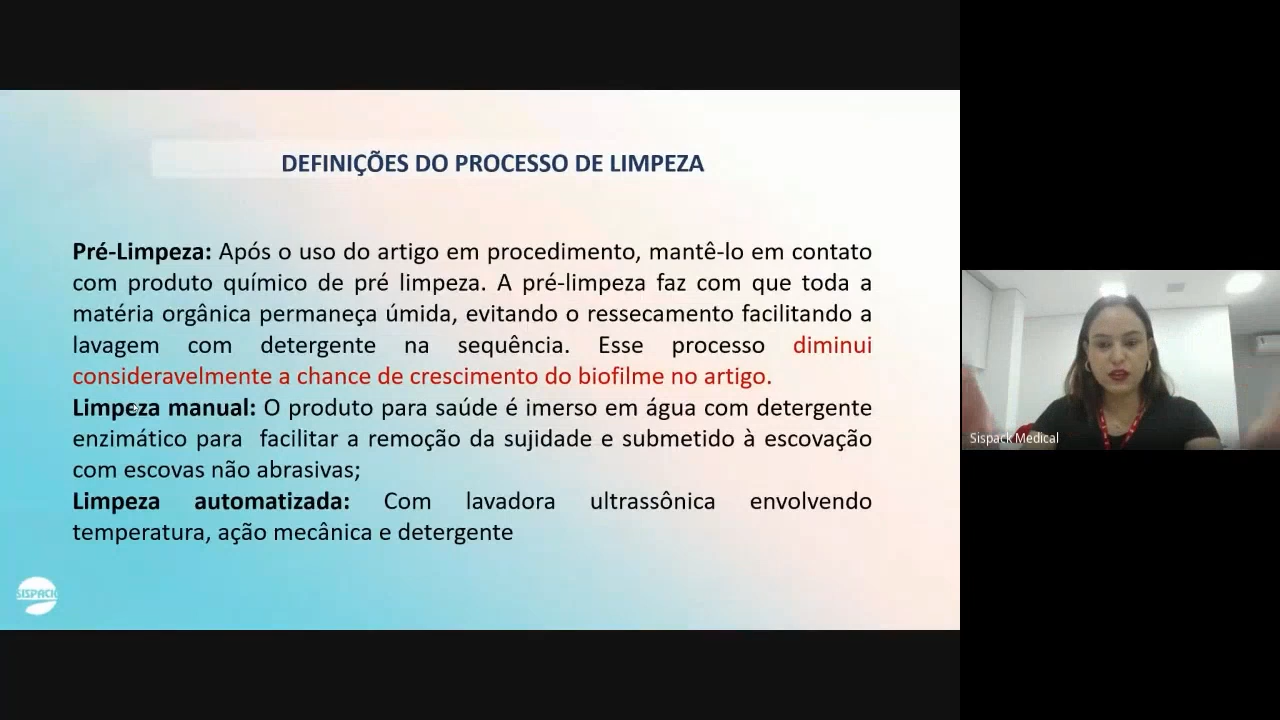 DEFINIÇÕES DO PROCESSO DE LIMPEZA
Pré-Limpeza: Após o uso do artigo em procedimento, mantê-lo em contato
com produto químico de pré limpeza. A pré-limpeza faz com que toda a
matéria orgânica permaneça úmida, evitando o ressecamento facilitando a
lavagem com detergente na sequência. Esse processo diminui
consideravelmente a chance de crescimento do biofilme no artigo.
Limpeza manual: O produto para saúde é imerso em água com detergente
enzimático para facilitar a remoção da sujidade e submetido à escovação
com escovas não abrasivas;
Limpeza automatizada: Com lavadora ultrassônica envolvendo
temperatura, ação mecânica e detergente
SISPACK
Sispack Medical